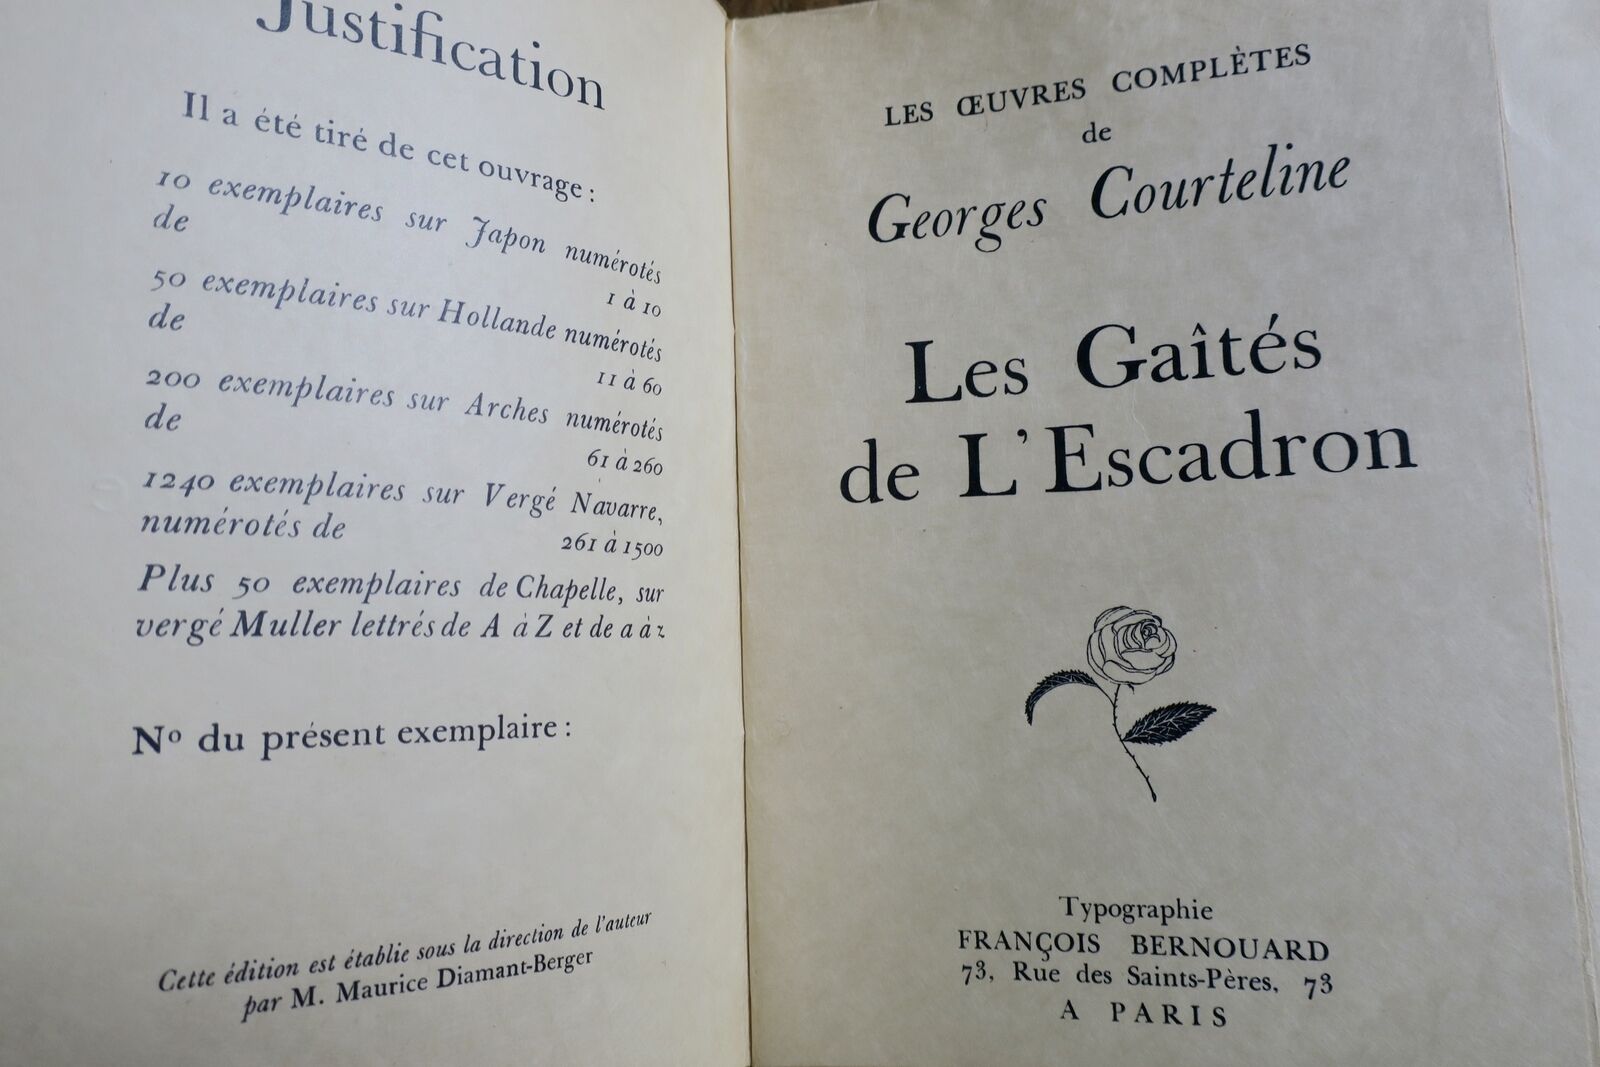 Justification
Il a été tiré de cet ouvrage :
10 exemplaires sur Japon numérotés
de 1 à 10
50 exemplaires sur Hollande numérotés
de 11 à 60
200 exemplaires sur Arches numérotés
de 61 à 260
1240 exemplaires sur Vergé Navarre,
numérotés de 261 à 1500
Plus 50 exemplaires de Chapelle, sur
vergé Muller lettrés de A à Z et de a à z
Nº du présent exemplaire :
Cette édition est établie sous la direction de l'auteur
par M. Maurice Diamant-Berger
LES ŒUVRES COMPLÈTES
de
Georges Courteline
Les Gaîtés
de L'Escadron
Typographie
FRANÇOIS BERNOUARD
73, Rue des Saints-Pères, 73
A PARIS